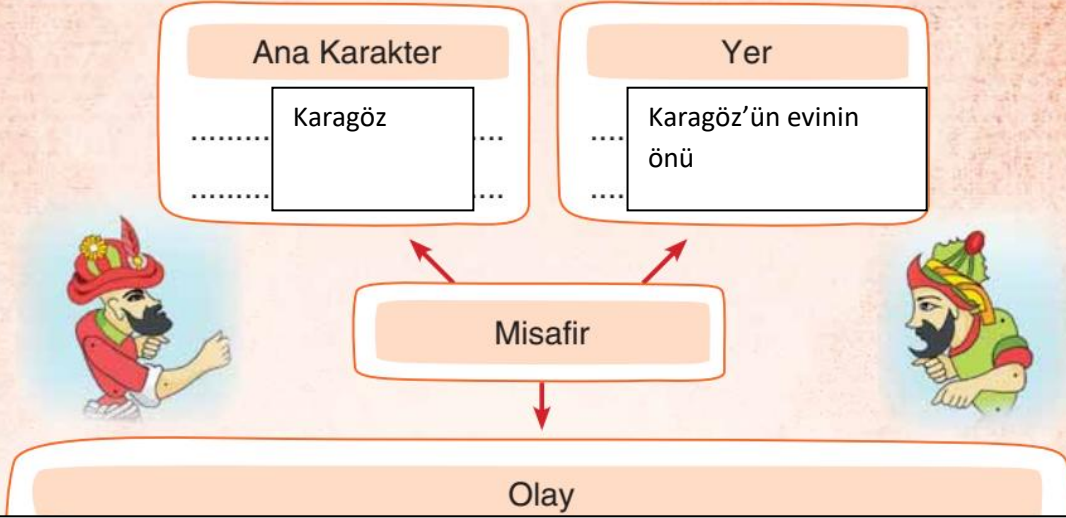 Ana Karakter
Yer
Karagöz
Karagöz’ün evinin
önü
Misafir
Olay